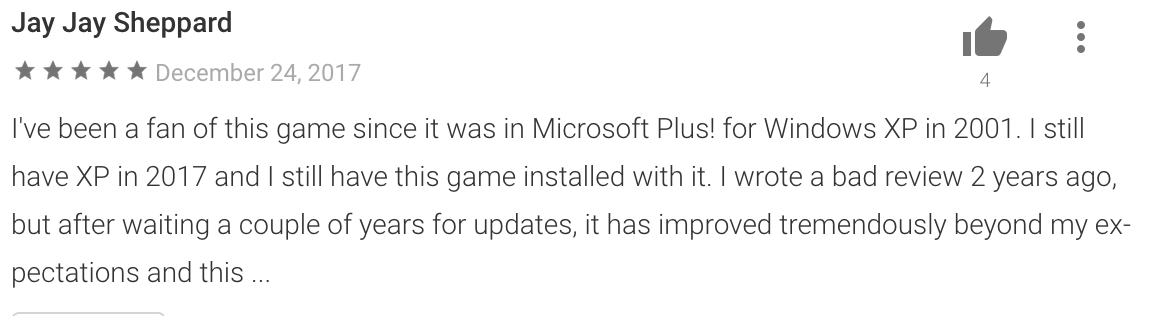 Jay Jay Sheppard
December 24, 2017
4
I've been a fan of this game since it was in Microsoft Plus! for Windows XP in 2001. I still
have XP in 2017 and I still have this game installed with it. I wrote a bad review 2 years ago,
but after waiting a couple of years for updates, it has improved tremendously beyond my ex-
pectations and this ...